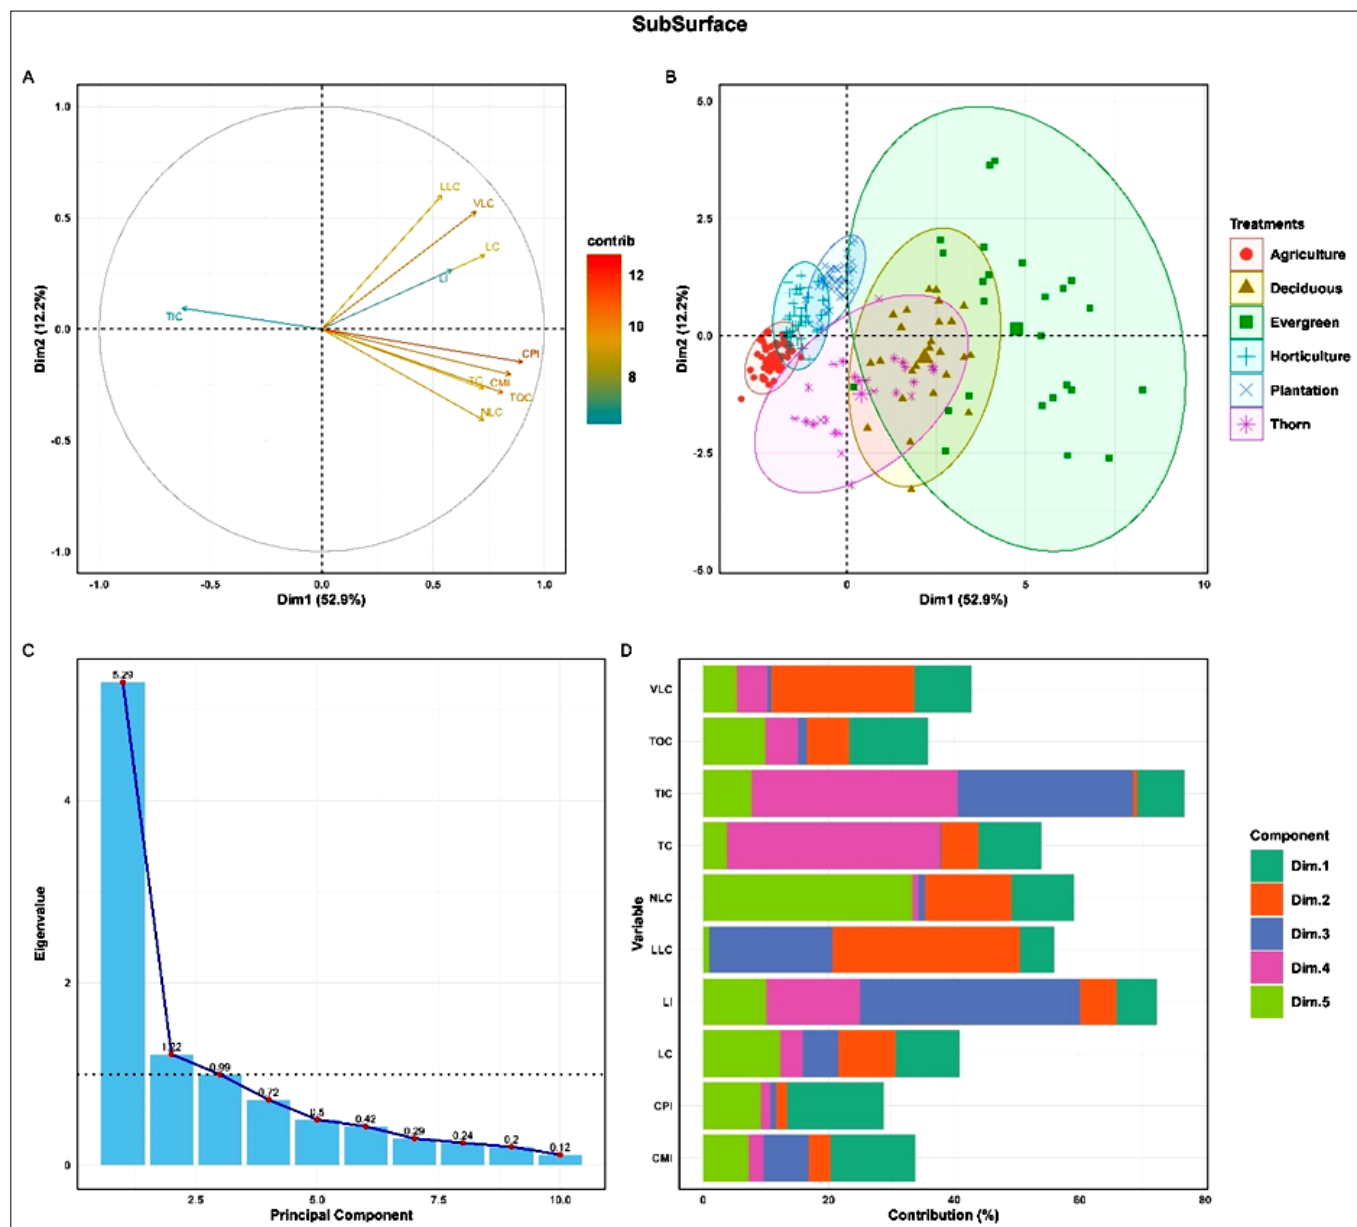 SubSurface
A
Dim2 (12.2%)
1.0
0.5
0.0
-0.5
-1.0
-1.0
-0.5
0.0
0.5
1.0
Dim1 (52.9%)
LLC
VLC
LC
LI
TIC
CPI
TC
CMI
TOC
NLC
contrib
12
10
8
B
Dim2 (12.2%)
5.0
2.5
0.0
-2.5
-5.0
0
5
10
Dim1 (52.9%)
Treatments
Agriculture
Deciduous
Evergreen
Horticulture
Plantation
Thorn
C
Eigenvalue
4
2
0
5.29
1.22
0.99
0.72
0.5
0.42
0.29
0.24
0.2
0.12
2.5
5.0
7.5
10.0
Principal Component
D
Variable
VLC
TOC
TIC
TC
NLC
LLC
LI
LC
CPI
CMI
0
20
40
60
80
Contribution (%)
Component
Dim.1
Dim.2
Dim.3
Dim.4
Dim.5